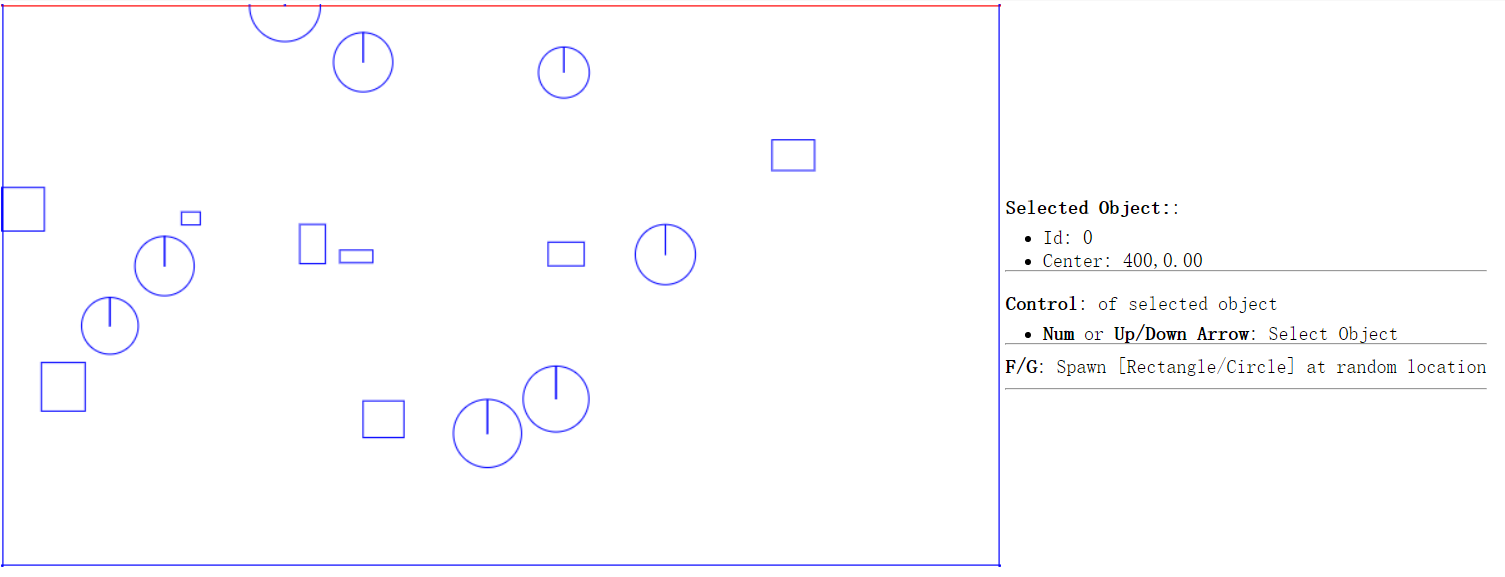 Selected Object::
• Id: 0
• Center: 400,0.00
Control: of selected object
• Num or Up/Down Arrow: Select Object
F/G: Spawn [Rectangle/Circle] at random location